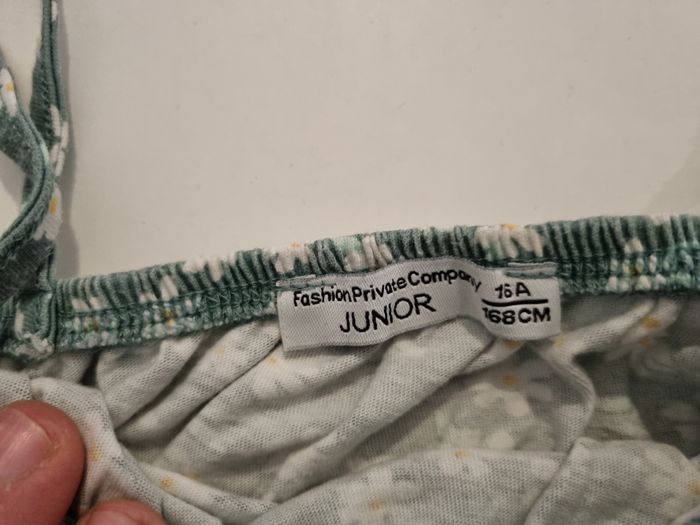 FashionPrivateCompany
JUNIOR
16A
168CM